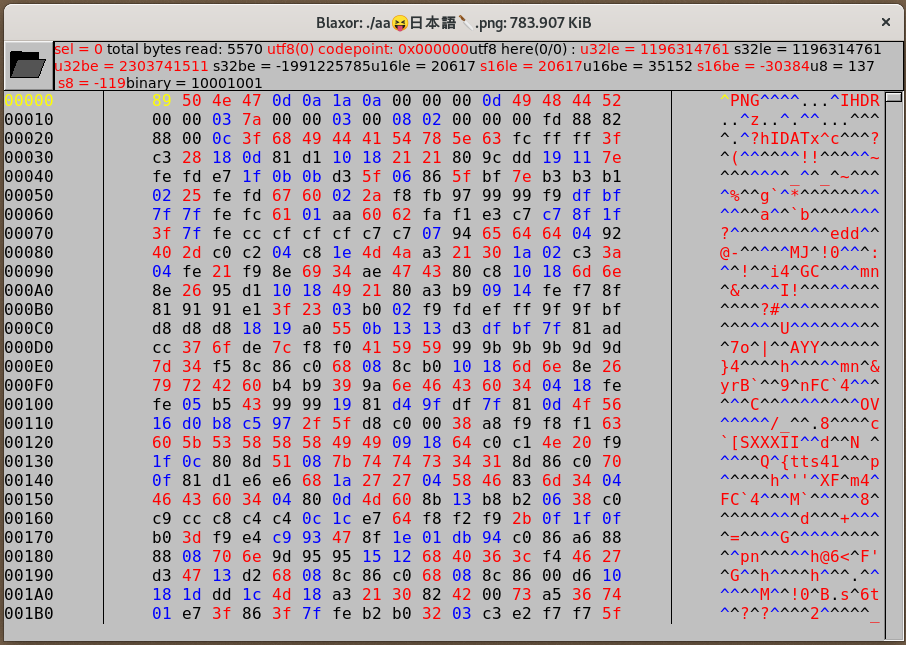 Blaxor: ./aa😝日本語🔪.png: 783.907 KiB
sel = 0 total bytes read: 5570 utf8(0) codepoint: 0x000000utf8 here(0/0) : u32le = 1196314761 s32le = 1196314761
u32be = 2303741511 s32be = -1991225785u16le = 20617 s16le = 20617u16be = 35152 s16be = -30384u8 = 137
s8 = -119binary = 10001001
00000 89 50 4e 47 0d 0a 1a 0a 00 00 00 0d 49 48 44 52 ^PNG^^^^...^IHDR
00010 00 00 03 7a 00 00 03 00 08 02 00 00 00 fd 88 82 ..^z..^.^^...^^^
00020 88 00 0c 3f 68 49 44 41 54 78 5e 63 fc ff ff 3f ^.^?hIDATx^c^^^?
00030 c3 28 18 0d 81 d1 10 18 21 21 80 9c dd 19 11 7e ^(^^^^^^!!^^^^^~
00040 fe fd e7 1f 0b 0b d3 5f 06 86 5f bf 7e b3 b3 b1 ^^^^^^^_^^_^~^^^
00050 02 25 fe fd 67 60 02 2a f8 fb 97 99 99 f9 df bf ^%^^g`^*^^^^^^^^
00060 7f 7f fe fc 61 01 aa 60 62 fa f1 e3 c7 c7 8f 1f ^^^^a^^`b^^^^^^^
00070 3f 7f fe cc cf cf cf c7 c7 07 94 65 64 64 04 92 ?^^^^^^^^^^edd^^
00080 40 2d c0 c2 04 c8 1e 4d 4a a3 21 30 1a 02 c3 3a @-^^^^^MJ^!0^^^:
00090 04 fe 21 f9 8e 69 34 ae 47 43 80 c8 10 18 6d 6e ^^!^^i4^GC^^^^mn
000A0 8e 26 95 d1 10 18 49 21 80 a3 b9 09 14 fe f7 8f ^&^^^^I!^^^^^^^^
000B0 81 91 91 e1 3f 23 03 b0 02 f9 fd ef ff 9f 9f bf ^^^^?#^^^^^^^^^^
000C0 d8 d8 d8 18 19 a0 55 0b 13 13 d3 df bf 7f 81 ad ^^^^^^U^^^^^^^^^
000D0 cc 37 6f de 7c f8 f0 41 59 59 99 9b 9b 9b 9d 9d ^7o^|^^AYY^^^^^^
000E0 7d 34 f5 8c 86 c0 68 08 8c b0 10 18 6d 6e 8e 26 }4^^^^h^^^^^mn^&
000F0 79 72 42 60 b4 b9 39 9a 6e 46 43 60 34 04 18 fe yrB`^^9^nFC`4^^^
00100 fe 05 b5 43 99 99 19 81 d4 9f df 7f 81 0d 4f 56 ^^^C^^^^^^^^^^OV
00110 16 d0 b8 c5 97 2f 5f d8 c0 00 38 a8 f9 f8 f1 63 ^^^^^/_^^.8^^^^c
00120 60 5b 53 58 58 58 49 49 09 18 64 c0 c1 4e 20 f9 `[SXXXII^^d^^N ^
00130 1f 0c 80 8d 51 08 7b 74 74 73 34 31 8d 86 c0 70 ^^^^Q^{tts41^^^p
00140 0f 81 d1 e6 e6 68 1a 27 27 04 58 46 83 6d 34 04 ^^^^^h^''^XF^m4^
00150 46 43 60 34 04 80 0d 4d 60 8b 13 b8 b2 06 38 c0 FC`4^^^M`^^^^^8^
00160 c9 cc c8 c4 c4 0c 1c e7 64 f8 f2 f9 2b 0f 1f 0f ^^^^^^^^d^^^+^^^
00170 b0 3d f9 e4 c9 93 47 8f 1e 01 db 94 c0 86 a6 88 ^=^^^^G^^^^^^^^^
00180 88 08 70 6e 9d 95 95 15 12 68 40 36 3c f4 46 27 ^^pn^^^^^h@6<^F'
00190 d3 47 13 d2 68 08 8c 86 c0 68 08 8c 86 00 d6 10 ^G^^h^^^^h^^^.^^
001A0 18 1d dd 1c 4d 18 a3 21 30 82 42 00 73 a5 36 74 ^^^^M^^!0^B.s^6t
001B0 01 e7 3f 86 3f 7f fe b2 b0 32 03 c3 e2 f7 f7 5f ^^?^?^^^^2^^^^^_